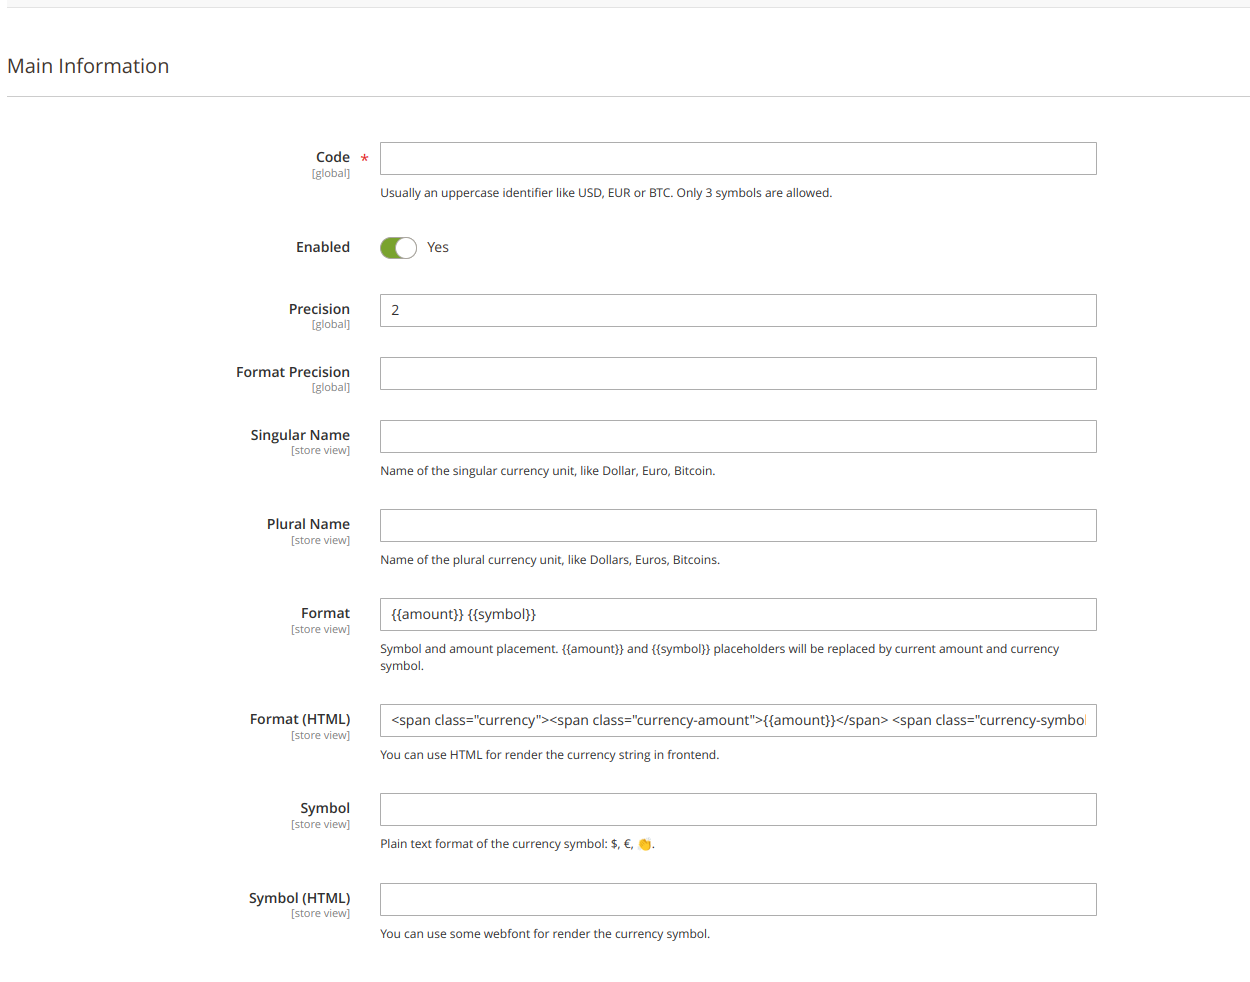 Main Information
Code *
[global]
Usually an uppercase identifier like USD, EUR or BTC. Only 3 symbols are allowed.
Enabled Yes
Precision 2
[global]
Format Precision
[global]
Singular Name
[store view]
Name of the singular currency unit, like Dollar, Euro, Bitcoin.
Plural Name
[store view]
Name of the plural currency unit, like Dollars, Euros, Bitcoins.
Format {{amount}} {{symbol}}
[store view]
Symbol and amount placement. {{amount}} and {{symbol}} placeholders will be replaced by current amount and currency
symbol.
Format (HTML) <span class="currency"><span class="currency-amount">{{amount}}</span> <span class="currency-symbol
[store view]
You can use HTML for render the currency string in frontend.
Symbol
[store view]
Plain text format of the currency symbol: $, €, 👏.
Symbol (HTML)
[store view]
You can use some webfont for render the currency symbol.